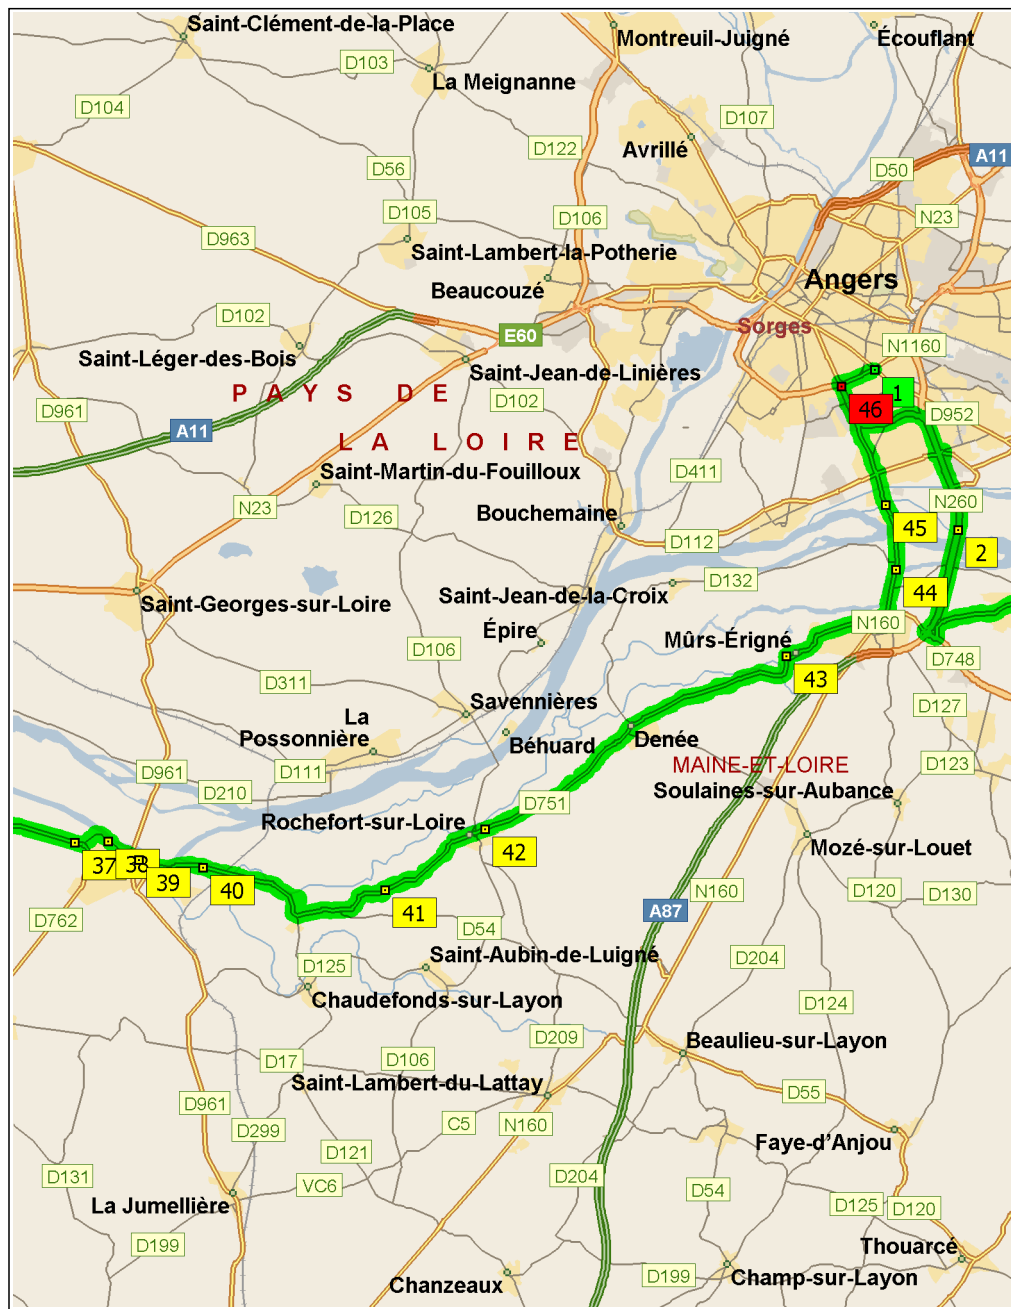 Saint-Clément-de-la-Place
Montreuil-Juigné
Écouflant
D103
La Meignanne
D104
D107
D122
Avrillé
A11
D50
D56
D105
D106
N23
D963
Saint-Lambert-la-Potherie
Beaucouzé
Angers
D102
Sorges
E60
N1160
Saint-Léger-des-Bois
Saint-Jean-de-Linières
PAYS DE
1
D961
D102
46
D952
A11
LA LOIRE
Saint-Martin-du-Fouilloux
D411
N23
D126
Bouchemaine
N260
45
D112
2
D132
Saint-Jean-de-la-Croix
44
Saint-Georges-sur-Loire
Épire
N160
Mûrs-Érigné
D106
D748
D311
43
Savennières
D127
La
Possonnière
Béhuard
Denée
D961
D111
MAINE-ET-LOIRE
D123
D210
Soulaines-sur-Aubance
D751
Rochefort-sur-Loire
42
Mozé-sur-Louet
37
38
39
40
N160
D120
D130
41
A87
D762
D54
Saint-Aubin-de-Luigné
D204
D125
Chaudefonds-sur-Layon
D124
D209
Beaulieu-sur-Layon
D17
D106
Saint-Lambert-du-Lattay
D55
D961
C5
N160
D299
Faye-d'Anjou
D121
D131
D204
VC6
D54
La Jumellière
D125
D120
D199
Thouarcé
D199
Champ-sur-Layon
Chanzeaux